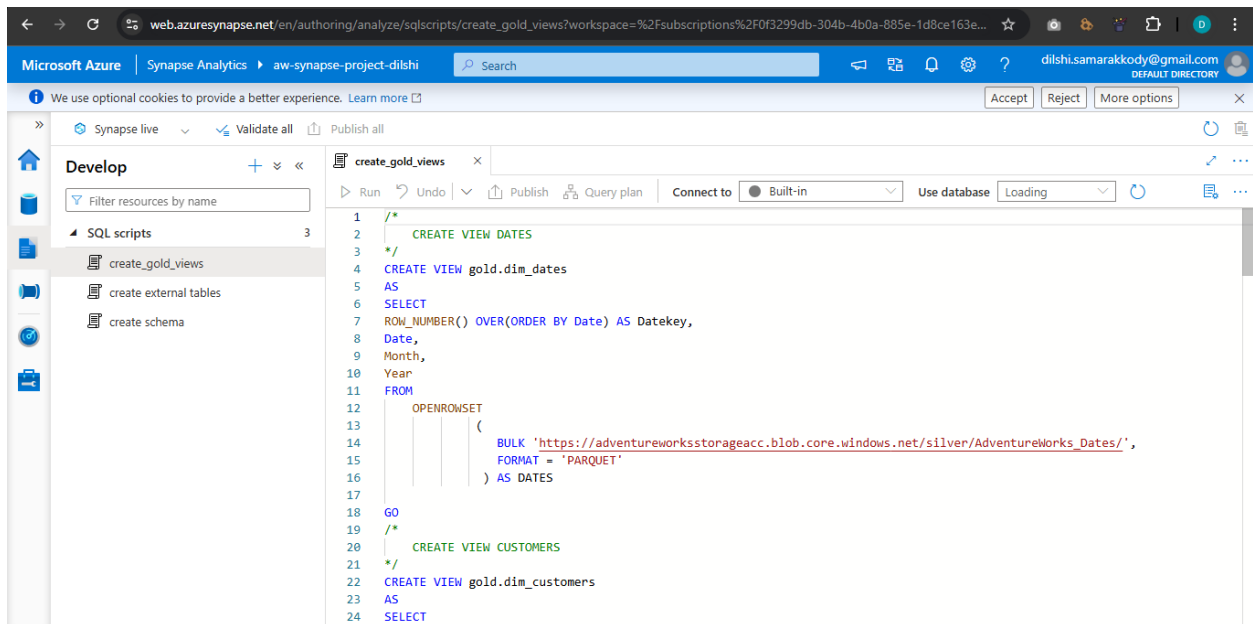 web.azuresynapse.net/en/authoring/analyze/sqlscripts/create_gold_views?workspace=%2Fsubscriptions%2F0f3299db-304b-4b0a-885e-1d8ce163e...
D
Microsoft Azure Synapse Analytics aw-synapse-project-dilshi Search dilshi.samarakkody@gmail.com
DEFAULT DIRECTORY
We use optional cookies to provide a better experience. Learn more Accept Reject More options
Synapse live Validate all Publish all
Develop
Filter resources by name
SQL scripts 3
create_gold_views
create external tables
create schema
create_gold_views
Run Undo Publish Query plan Connect to Built-in Use database Loading
1 /*
2 CREATE VIEW DATES
3 */
4 CREATE VIEW gold.dim_dates
5 AS
6 SELECT
7 ROW_NUMBER() OVER(ORDER BY Date) AS Datekey,
8 Date,
9 Month,
10 Year
11 FROM
12 OPENROWSET
13 (
14 BULK 'https://adventureworksstorageacc.blob.core.windows.net/silver/AdventureWorks_Dates/',
15 FORMAT = 'PARQUET'
16 ) AS DATES
17
18 GO
19 /*
20 CREATE VIEW CUSTOMERS
21 */
22 CREATE VIEW gold.dim_customers
23 AS
24 SELECT